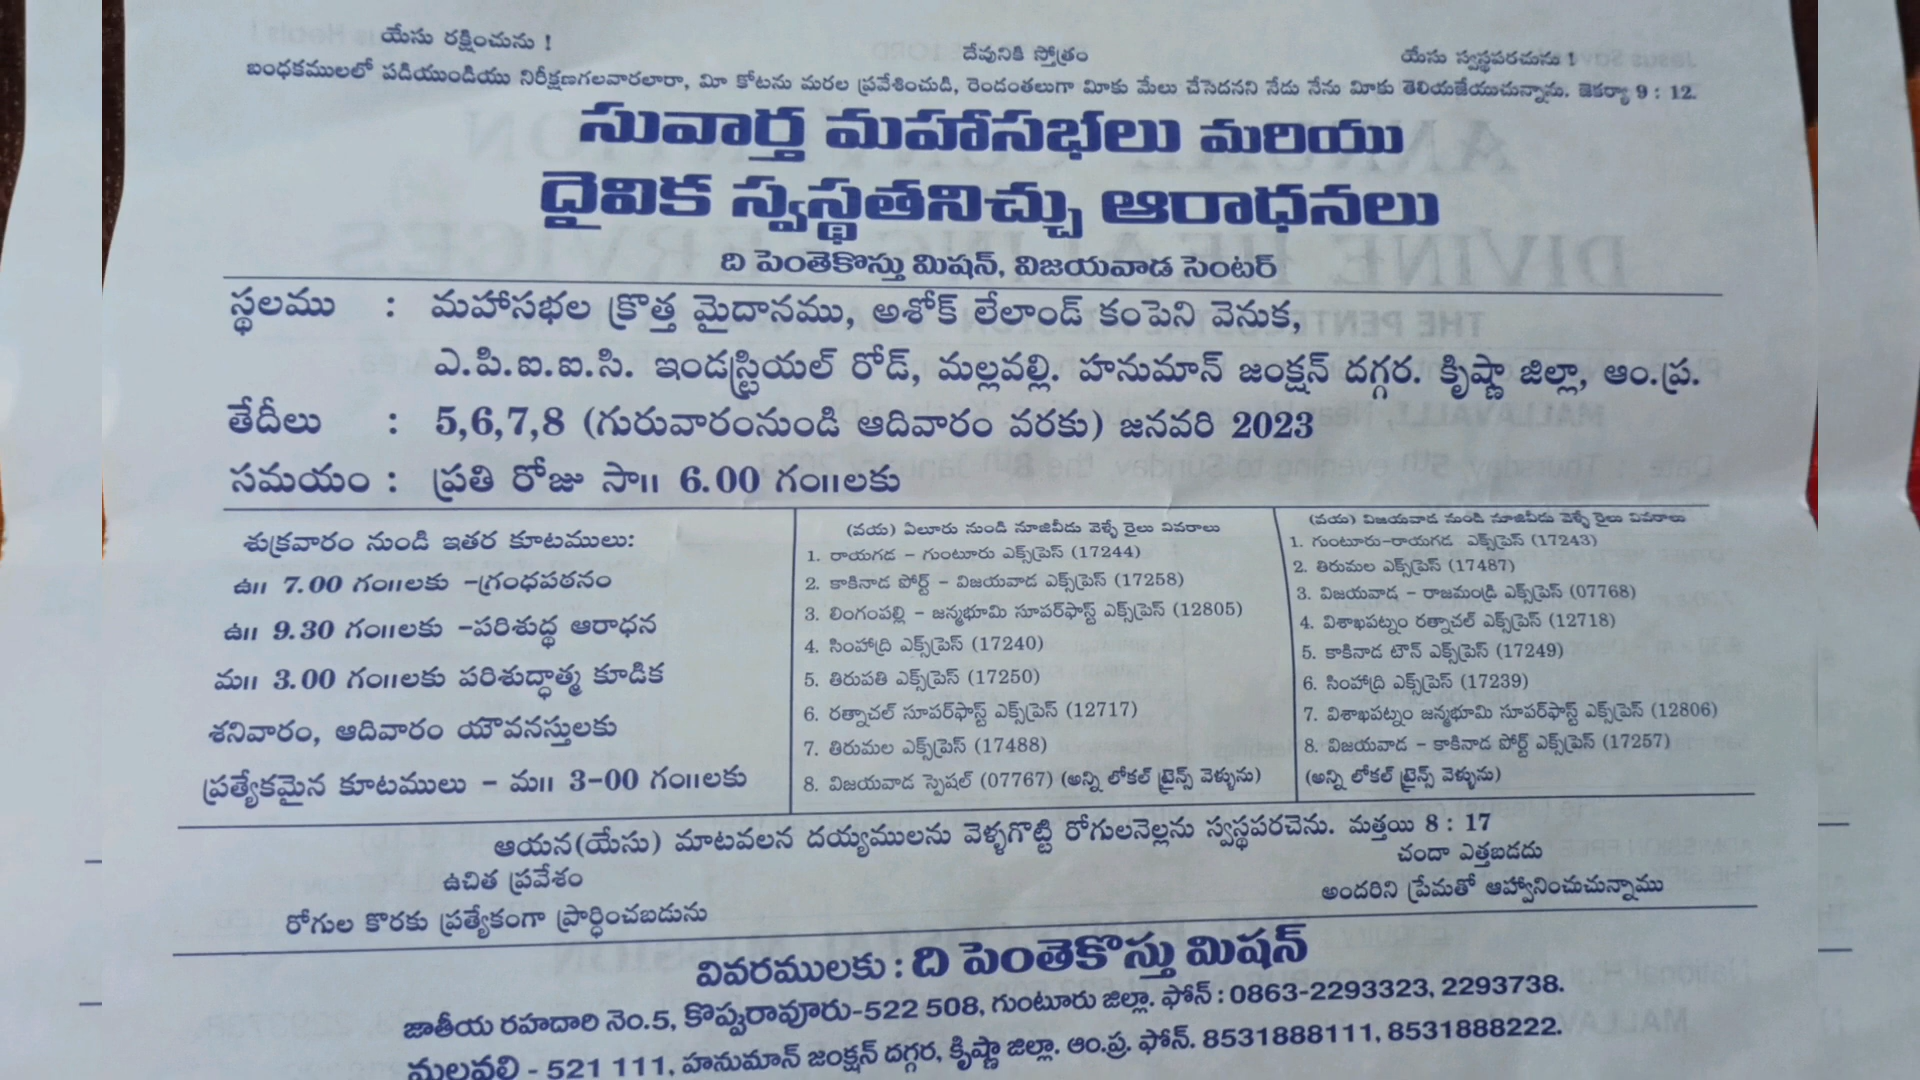 యేసు రక్షించును !
దేవునికి స్తోత్రం
యేసు స్వస్థపరచును !
బంధకములలో పడియుండియు నిరీక్షణగలవారలారా, మీ కోటను మరల ప్రవేశించుడి, రెండంతలుగా మీకు మేలు చేసెదనని నేడు నేను మీకు తెలియజేయుచున్నాను. జెకర్యా 9 : 12.
సువార్త మహాసభలు మరియు
దైవిక స్వస్థతనిచ్చు ఆరాధనలు
ది పెంతెకొస్తు మిషన్, విజయవాడ సెంటర్
స్థలము : మహాసభల క్రొత్త మైదానము, అశోక్ లేలాండ్ కంపెని వెనుక,
ఎ.పి.ఐ.ఐ.సి. ఇండస్ట్రియల్ రోడ్, మల్లవల్లి. హనుమాన్ జంక్షన్ దగ్గర. కృష్ణా జిల్లా, ఆం.ప్ర.
తేదీలు : 5,6,7,8 (గురువారంనుండి ఆదివారం వరకు) జనవరి 2023
సమయం : ప్రతి రోజు సా॥ 6.00 గం॥లకు
శుక్రవారం నుండి ఇతర కూటములు:
ఉ॥ 7.00 గం॥లకు -గ్రంధపఠనం
ఉ॥ 9.30 గం॥లకు -పరిశుద్ధ ఆరాధన
మ॥ 3.00 గం॥లకు పరిశుద్ధాత్మ కూడిక
శనివారం, ఆదివారం యౌవనస్తులకు
ప్రత్యేకమైన కూటములు - మ॥ 3-00 గం॥లకు
(వయ) ఏలూరు నుండి నూజివీడు వెళ్ళే రైలు వివరాలు
1. రాయగడ - గుంటూరు ఎక్స్‌ప్రెస్ (17244)
2. కాకినాడ పోర్ట్ - విజయవాడ ఎక్స్‌ప్రెస్ (17258)
3. లింగంపల్లి - జన్మభూమి సూపర్‌ఫాస్ట్ ఎక్స్‌ప్రెస్ (12805)
4. సింహాద్రి ఎక్స్‌ప్రెస్ (17240)
5. తిరుపతి ఎక్స్‌ప్రెస్ (17250)
6. రత్నాచల్ సూపర్‌ఫాస్ట్ ఎక్స్‌ప్రెస్ (12717)
7. తిరుమల ఎక్స్‌ప్రెస్ (17488)
8. విజయవాడ స్పెషల్ (07767) (అన్ని లోకల్ ట్రైన్స్ వెళ్ళును)
(వయ) విజయవాడ నుండి నూజివీడు వెళ్ళే రైలు వివరాలు
1. గుంటూరు-రాయగడ ఎక్స్‌ప్రెస్ (17243)
2. తిరుమల ఎక్స్‌ప్రెస్ (17487)
3. విజయవాడ - రాజమండ్రి ఎక్స్‌ప్రెస్ (07768)
4. విశాఖపట్నం రత్నాచల్ ఎక్స్‌ప్రెస్ (12718)
5. కాకినాడ టౌన్ ఎక్స్‌ప్రెస్ (17249)
6. సింహాద్రి ఎక్స్‌ప్రెస్ (17239)
7. విశాఖపట్నం జన్మభూమి సూపర్‌ఫాస్ట్ ఎక్స్‌ప్రెస్ (12806)
8. విజయవాడ - కాకినాడ పోర్ట్ ఎక్స్‌ప్రెస్ (17257)
(అన్ని లోకల్ ట్రైన్స్ వెళ్ళును)
ఆయన(యేసు) మాటవలన దయ్యములను వెళ్ళగొట్టి రోగులనెల్లను స్వస్థపరచెను. మత్తయి 8 : 17
ఉచిత ప్రవేశం
చందా ఎత్తబడదు
రోగుల కొరకు ప్రత్యేకంగా ప్రార్ధించబడును
అందరిని ప్రేమతో ఆహ్వానించుచున్నాము
వివరములకు : ది పెంతెకొస్తు మిషన్
జాతీయ రహదారి నెం.5, కొప్పురావూరు-522 508, గుంటూరు జిల్లా. ఫోన్ : 0863-2293323, 2293738.
మల్లవల్లి - 521 111, హనుమాన్ జంక్షన్ దగ్గర, కృష్ణా జిల్లా. ఆం.ప్ర. ఫోన్. 8531888111, 8531888222.